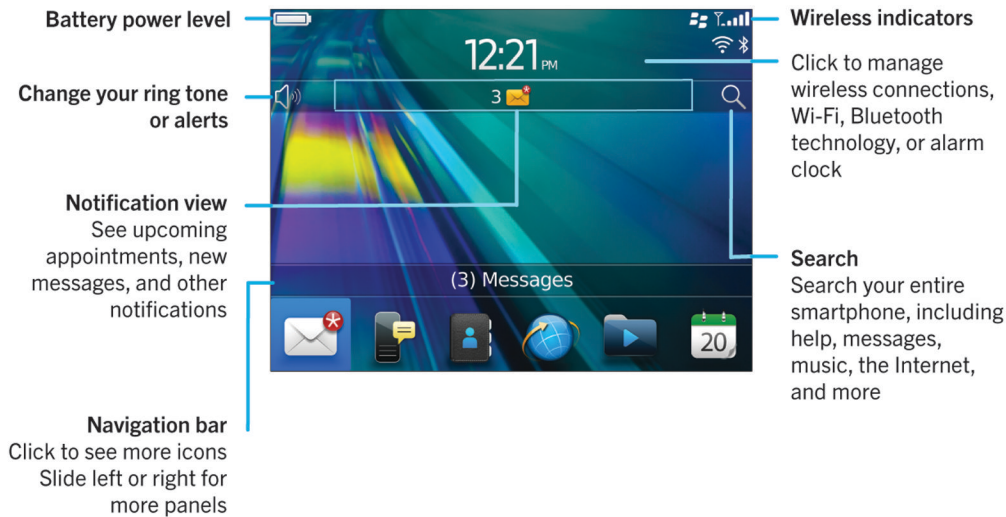 Battery power level
Change your ring tone
or alerts
Notification view
See upcoming
appointments, new
messages, and other
notifications
Navigation bar
Click to see more icons
Slide left or right for
more panels
12:21 PM
3
(3) Messages
20
Wireless indicators
Click to manage
wireless connections,
Wi-Fi, Bluetooth
technology, or alarm
clock
Search
Search your entire
smartphone, including
help, messages,
music, the Internet,
and more